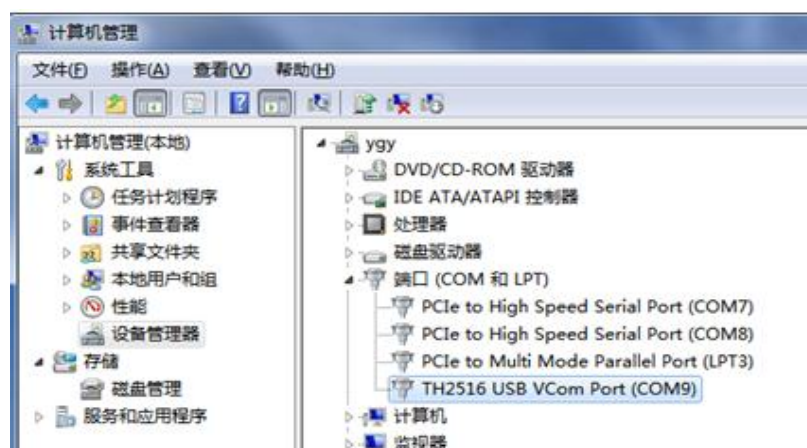 计算机管理
文件(F) 操作(A) 查看(V) 帮助(H)
计算机管理(本地)
系统工具
任务计划程序
事件查看器
共享文件夹
本地用户和组
性能
设备管理器
存储
磁盘管理
服务和应用程序
ygy
DVD/CD-ROM 驱动器
IDE ATA/ATAPI 控制器
处理器
磁盘驱动器
端口 (COM 和 LPT)
PCIe to High Speed Serial Port (COM7)
PCIe to High Speed Serial Port (COM8)
PCIe to Multi Mode Parallel Port (LPT3)
TH2516 USB VCom Port (COM9)
计算机
监视器